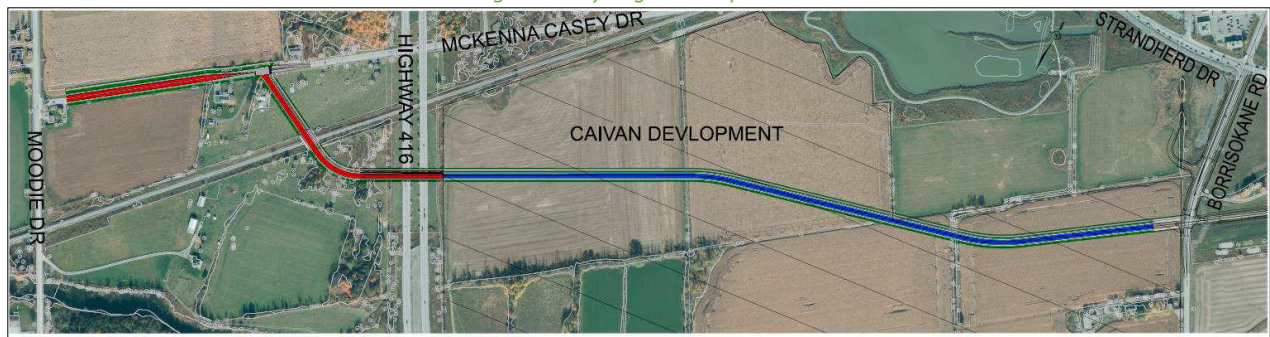 MCKENNA CASEY DR
STRANDHERD DR
HIGHWAY 416
CAIVAN DEVLOPMENT
MOODIE DR
BORRISOKANE RD